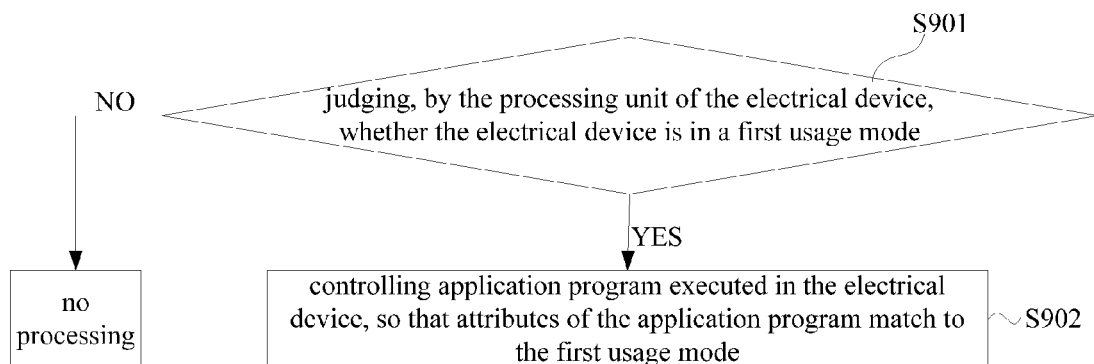 S901
judging, by the processing unit of the electrical device,
whether the electrical device is in a first usage mode
NO
YES
no
processing
controlling application program executed in the electrical
device, so that attributes of the application program match to
the first usage mode
S902